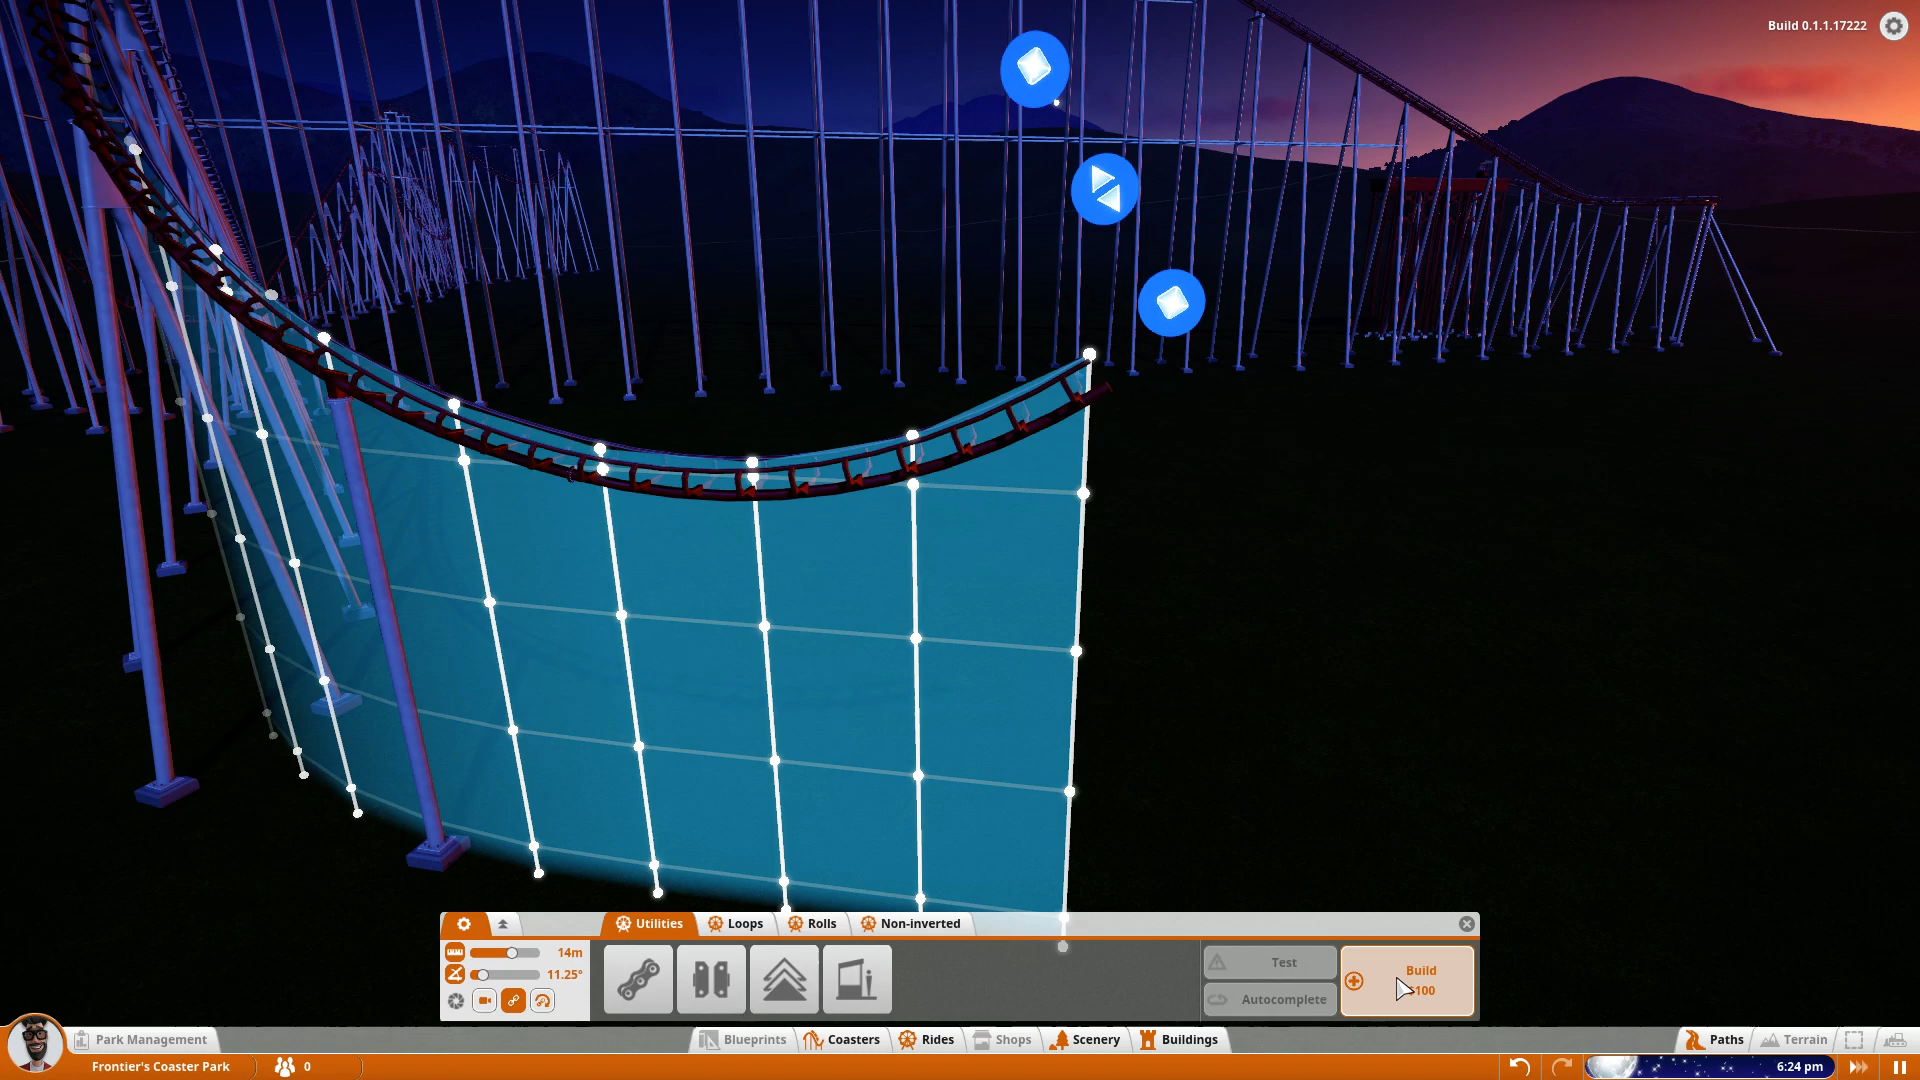 Build 0.1.1.17222
Utilities
Loops
Rolls
Non-inverted
14m
11.25°
Test
Autocomplete
Build
100
Park Management
Blueprints
Coasters
Rides
Shops
Scenery
Buildings
Paths
Terrain
Frontier's Coaster Park
0
6:24 pm